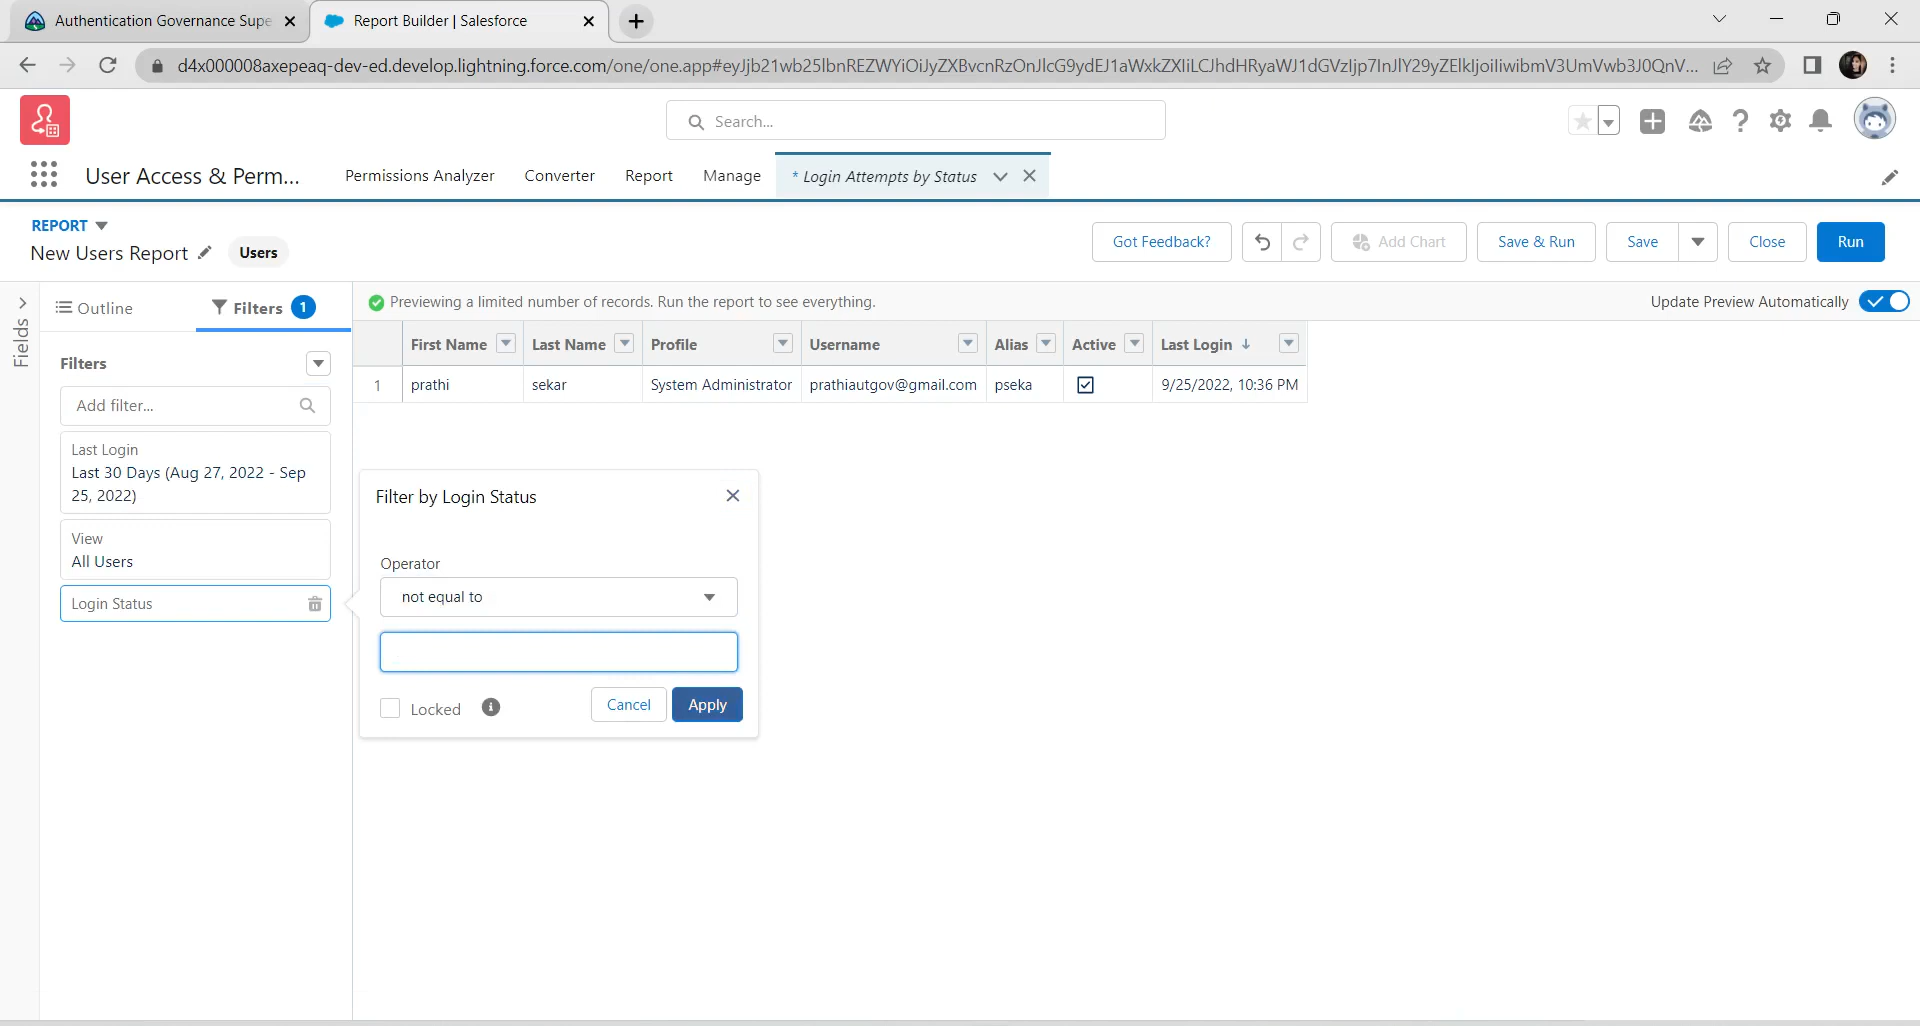 Authentication Governance Supe
Report Builder | Salesforce
d4x000008axepeaq-dev-ed.develop.lightning.force.com/one/one.app#eyJjb21wb25lbnREZWYiOiJyZXBvcnRzOnJlcG9ydEJ1aWxkZXIiLCJhdHRyaWJ1dGVzIjp7InJlY29yZElkIjoiIiwibmV3UmVwb3J0QnV...
Search...
User Access & Perm...
Permissions Analyzer
Converter
Report
Manage
* Login Attempts by Status
REPORT
New Users Report
Users
Got Feedback?
Add Chart
Save & Run
Save
Close
Run
Fields
Outline
Filters 1
Previewing a limited number of records. Run the report to see everything.
Update Preview Automatically
Filters
Add filter...
Last Login
Last 30 Days (Aug 27, 2022 - Sep
25, 2022)
View
All Users
Login Status
First Name Last Name Profile Username Alias Active Last Login ↓
1 prathi sekar System Administrator prathiautgov@gmail.com pseka 9/25/2022, 10:36 PM
Filter by Login Status
Operator
not equal to
Locked
Cancel
Apply